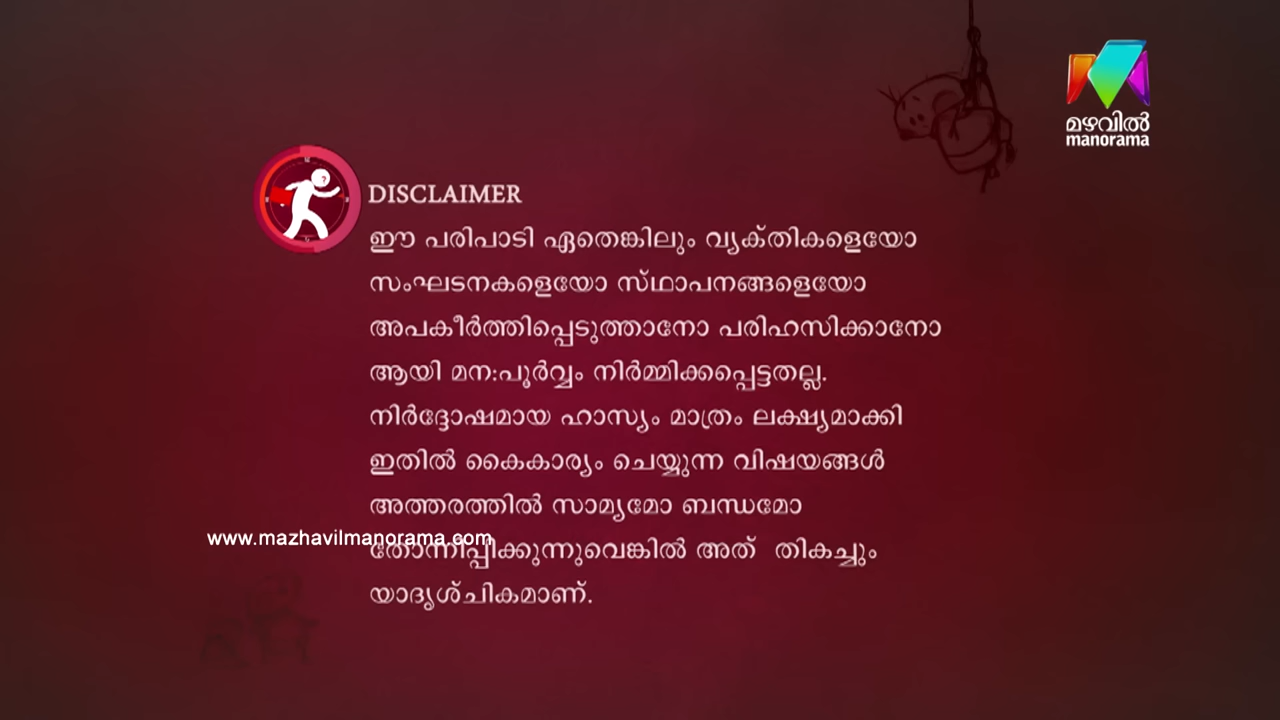 മഴവിൽ
manorama
DISCLAIMER
ഈ പരിപാടി ഏതെങ്കിലും വ്യക്തികളെയോ
സംഘടനകളെയോ സ്ഥാപനങ്ങളെയോ
അപകീർത്തിപ്പെടുത്താനോ പരിഹസിക്കാനോ
ആയി മന:പൂർവ്വം നിർമ്മിക്കപ്പെട്ടതല്ല.
നിർദ്ദോഷമായ ഹാസ്യം മാത്രം ലക്ഷ്യമാക്കി
ഇതിൽ കൈകാര്യം ചെയ്യുന്ന വിഷയങ്ങൾ
അത്തരത്തിൽ സാമ്യമോ ബന്ധമോ
www.mazhavilmanorama.com
തോന്നിപ്പിക്കുന്നുവെങ്കിൽ അത് തികച്ചും
യാദൃശ്ചികമാണ്.